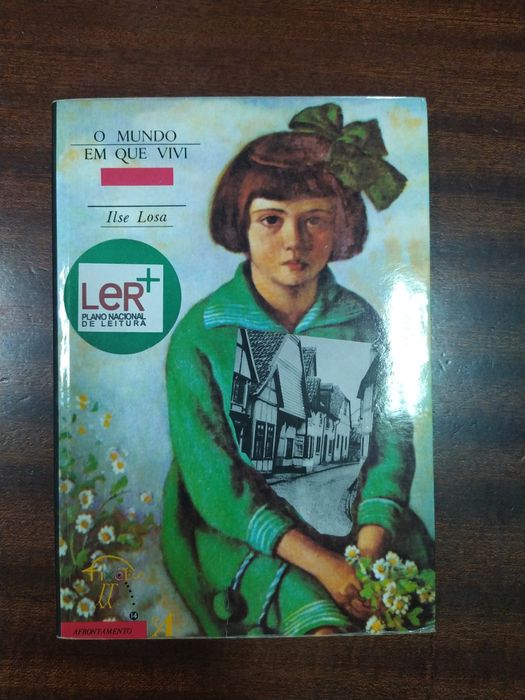 O MUNDO
EM QUE VIVI
Ilse Losa
LeR+
PLANO NACIONAL
DE LEITURA
14
AFRONTAMENTO